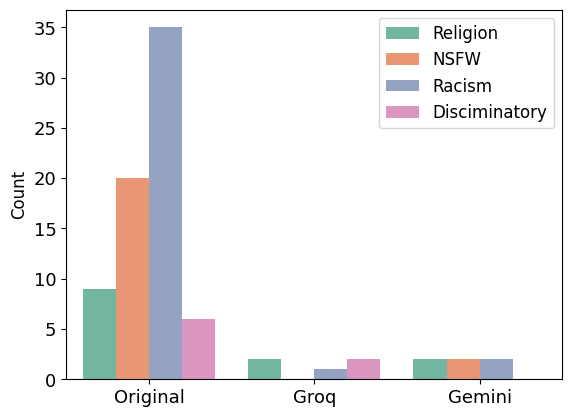 35
30
25
20
15
10
5
0
Count
Religion
NSFW
Racism
Disciminatory
Original Groq Gemini